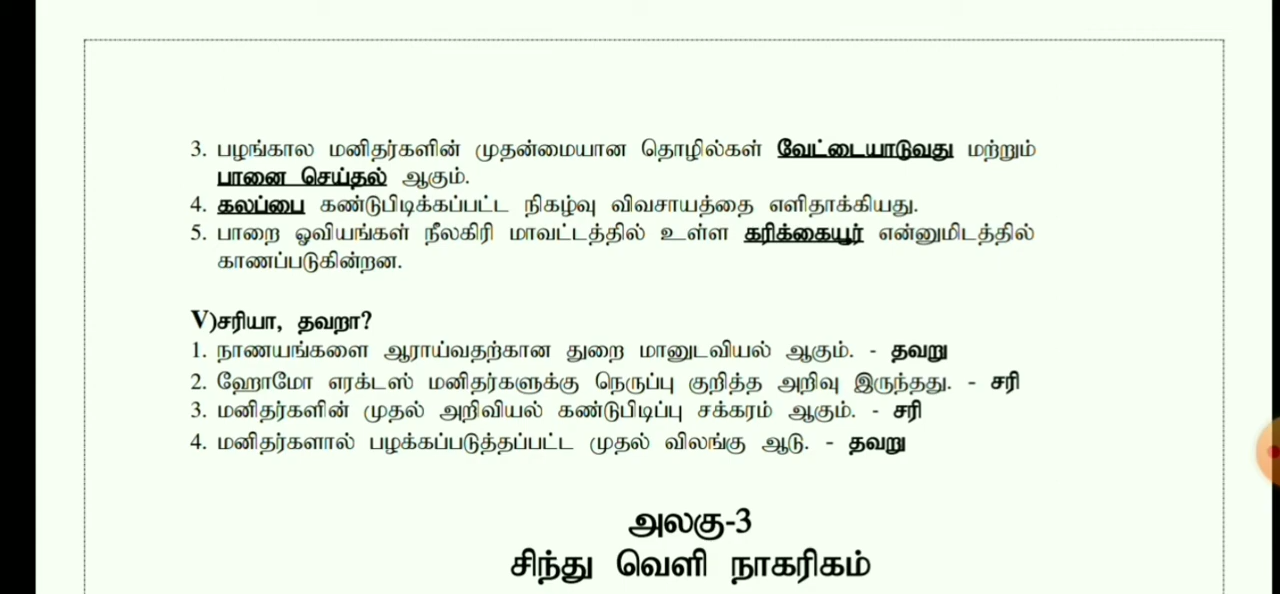 3. பழங்கால மனிதர்களின் முதன்மையான தொழில்கள் வேட்டையாடுவது மற்றும்
பானை செய்தல் ஆகும்.
4. கலப்பை கண்டுபிடிக்கப்பட்ட நிகழ்வு விவசாயத்தை எளிதாக்கியது.
5. பாறை ஓவியங்கள் நீலகிரி மாவட்டத்தில் உள்ள கரிக்கையூர் என்னுமிடத்தில்
காணப்படுகின்றன.
V)சரியா, தவறா?
1. நாணயங்களை ஆராய்வதற்கான துறை மானுடவியல் ஆகும். - தவறு
2. ஹோமோ எரக்டஸ் மனிதர்களுக்கு நெருப்பு குறித்த அறிவு இருந்தது. - சரி
3. மனிதர்களின் முதல் அறிவியல் கண்டுபிடிப்பு சக்கரம் ஆகும். - சரி
4. மனிதர்களால் பழக்கப்படுத்தப்பட்ட முதல் விலங்கு ஆடு. - தவறு
அலகு-3
சிந்து வெளி நாகரிகம்